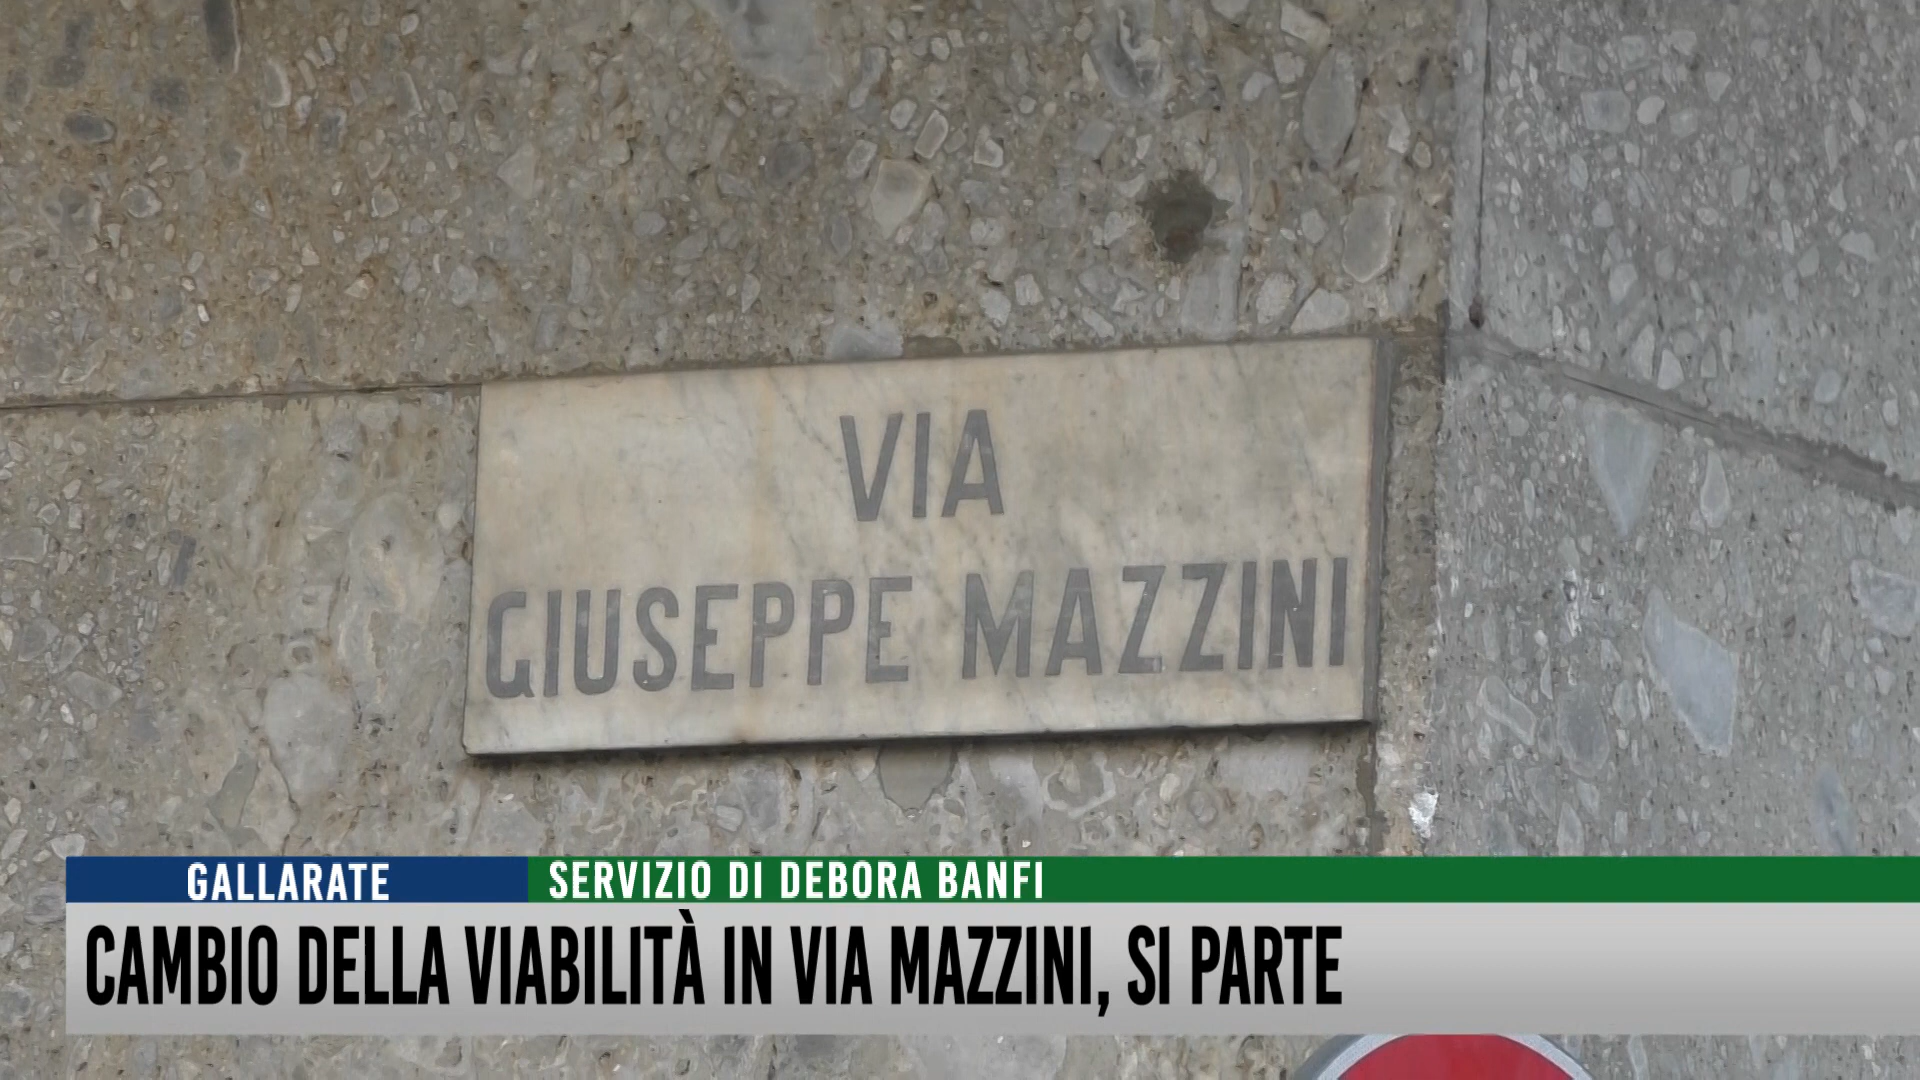 VIA
GIUSEPPE MAZZINI
GALLARATE
SERVIZIO DI DEBORA BANFI
CAMBIO DELLA VIABILITÀ IN VIA MAZZINI, SI PARTE